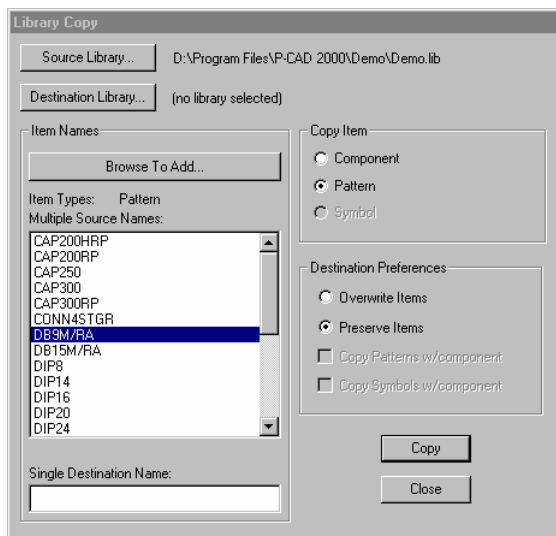 Library Copy
Source Library... D:\Program Files\P-CAD 2000\Demo\Demo.lib
Destination Library... (no library selected)
Item Names
Browse To Add...
Item Types: Pattern
Multiple Source Names:
CAP200HRP
CAP200RP
CAP250
CAP300
CAP300RP
CONN4STGR
DB9M/RA
DB15M/RA
DIP8
DIP14
DIP16
DIP20
DIP24
Single Destination Name:
Copy Item
Component
Pattern
Symbol
Destination Preferences
Overwrite Items
Preserve Items
Copy Patterns w/component
Copy Symbols w/component
Copy
Close